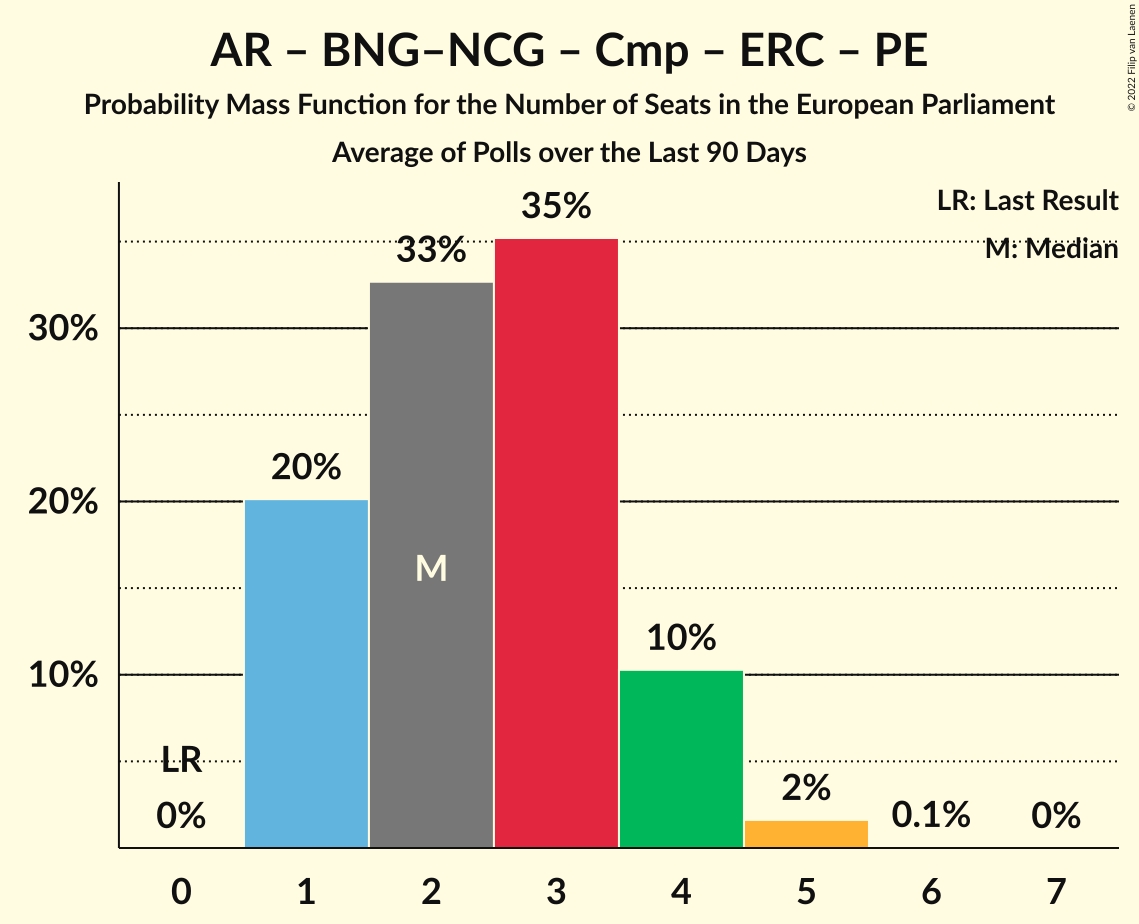 AR – BNG–NCG – Cmp – ERC – PE
Probability Mass Function for the Number of Seats in the European Parliament
Average of Polls over the Last 90 Days
© 2022 Filip van Laenen
LR: Last Result
M: Median
35%
33%
30%
20%
20%
M
10%
10%
LR
0%
2%
0.1%
0%
0 1 2 3 4 5 6 7